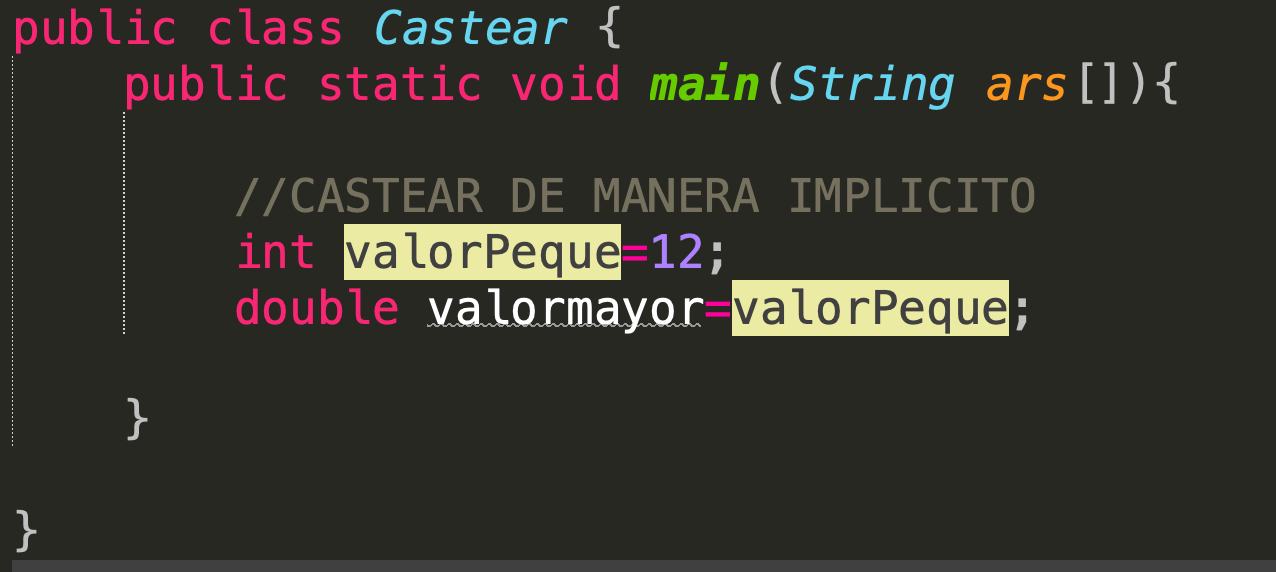 public class Castear {
public static void main(String ars[]){
//CASTEAR DE MANERA IMPLICITO
int valorPeque=12;
double valormayor=valorPeque;
}
}